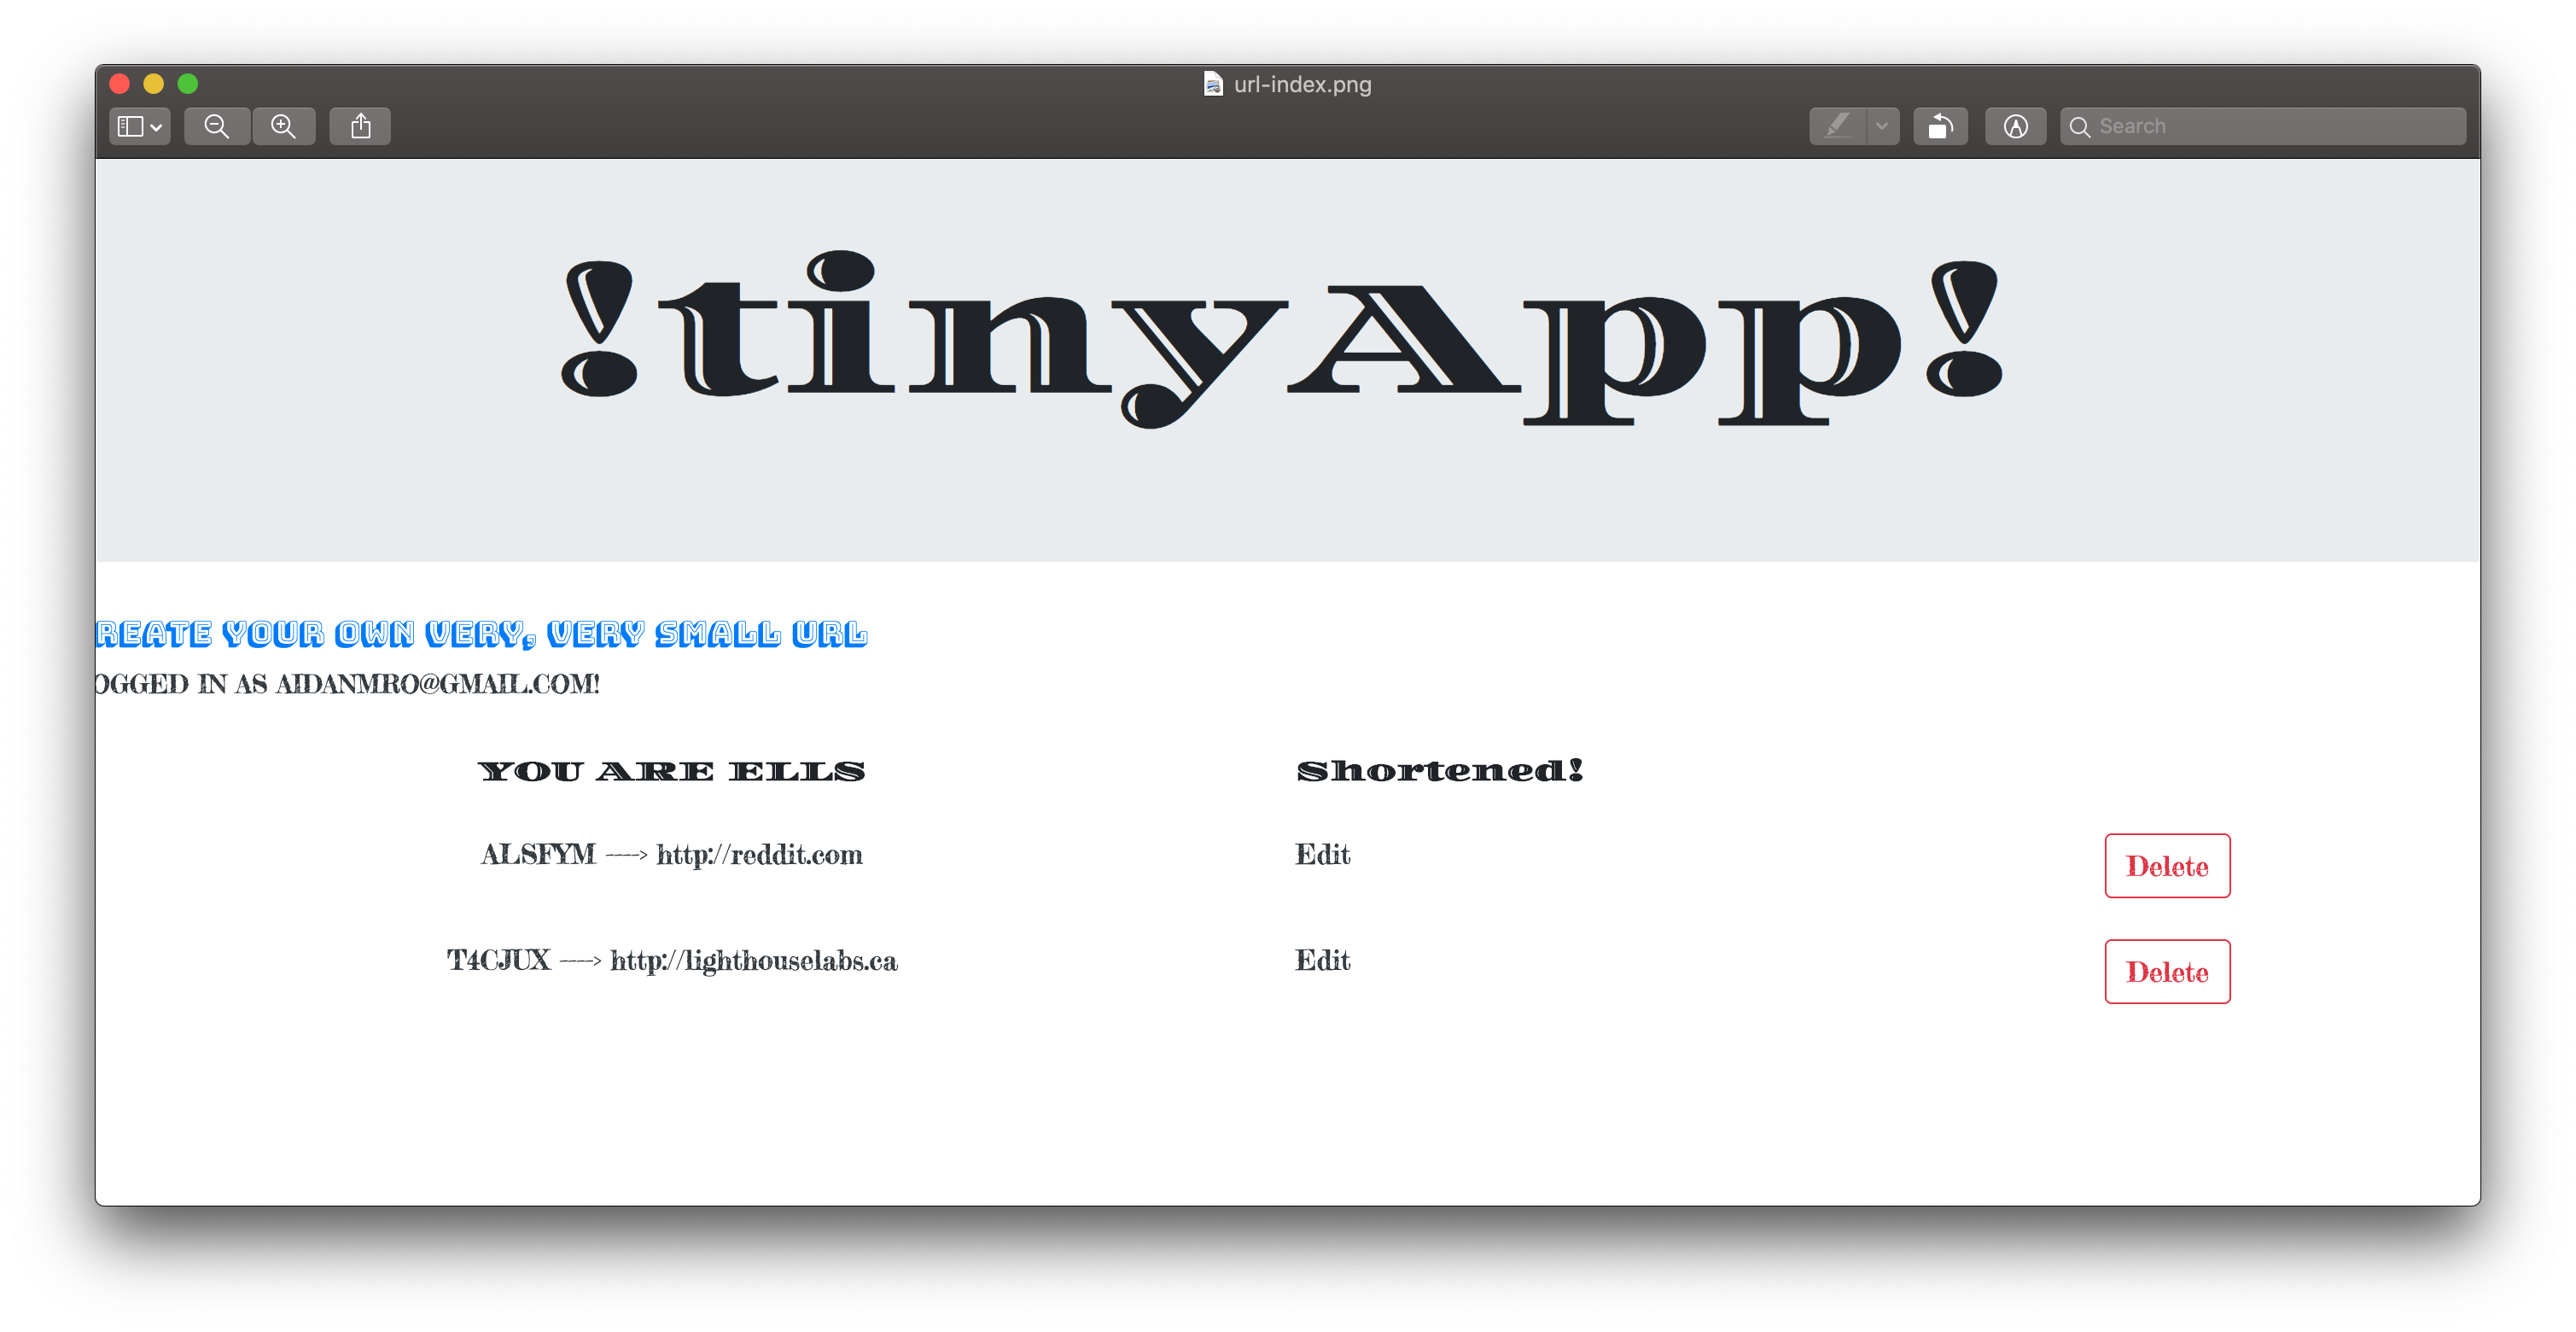 url-index.png
Search
!tinyApp!
REATE YOUR OWN VERY, VERY SMALL URL
OGGED IN AS AIDANMRO@GMAIL.COM!
YOU ARE ELLS Shortened!
ALSFYM ----> http://reddit.com Edit Delete
T4CJUX ----> http://lighthouselabs.ca Edit Delete